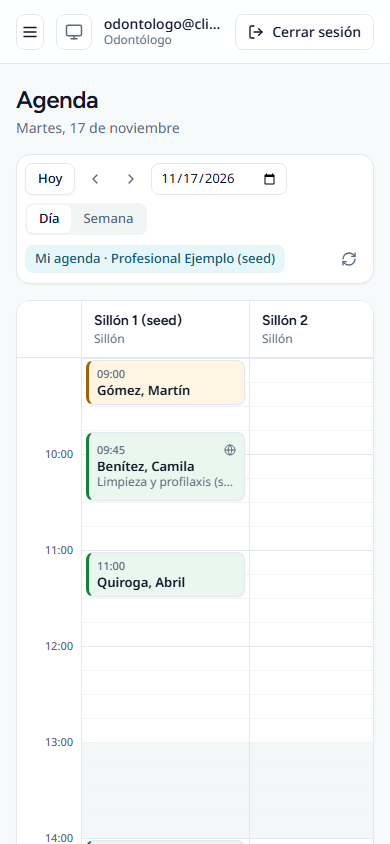 odontologo@cli...
Odontólogo
Cerrar sesión
Agenda
Martes, 17 de noviembre
Hoy
11/17/2026
Día
Semana
Mi agenda · Profesional Ejemplo (seed)
Sillón 1 (seed)
Sillón
Sillón 2
Sillón
09:00
Gómez, Martín
10:00
09:45
Benítez, Camila
Limpieza y profilaxis (s...
11:00
11:00
Quiroga, Abril
12:00
13:00
14:00